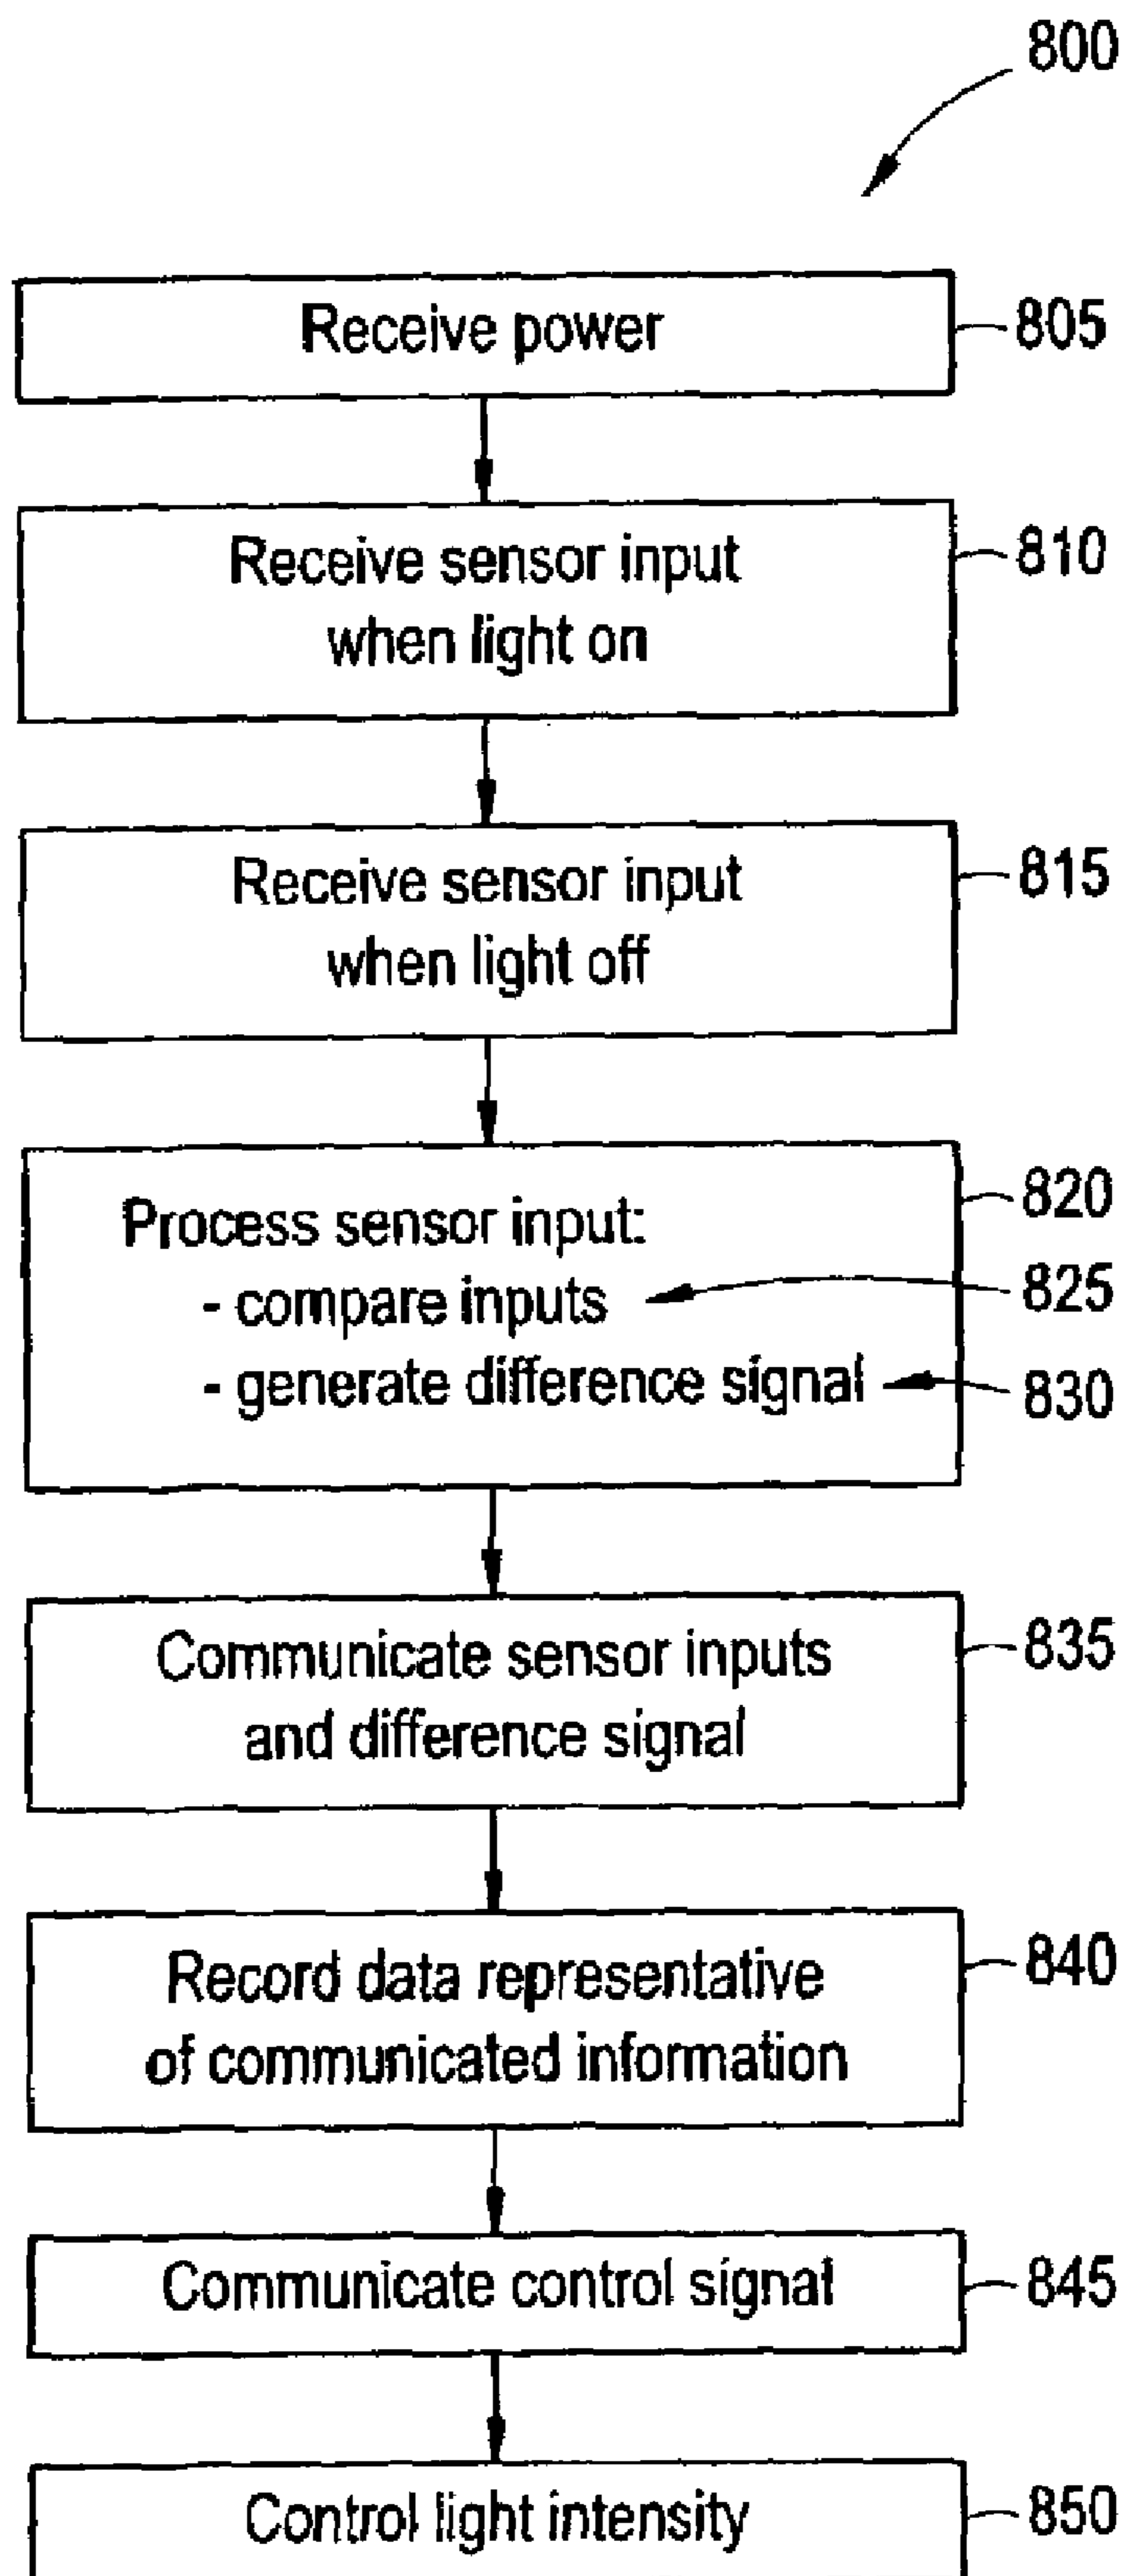 800
Receive power
805
Receive sensor input
when light on
810
Receive sensor input
when light off
815
Process sensor input:
820
- compare inputs
825
- generate difference signal
830
Communicate sensor inputs
and difference signal
835
Record data representative
of communicated information
840
Communicate control signal
845
Control light intensity
850